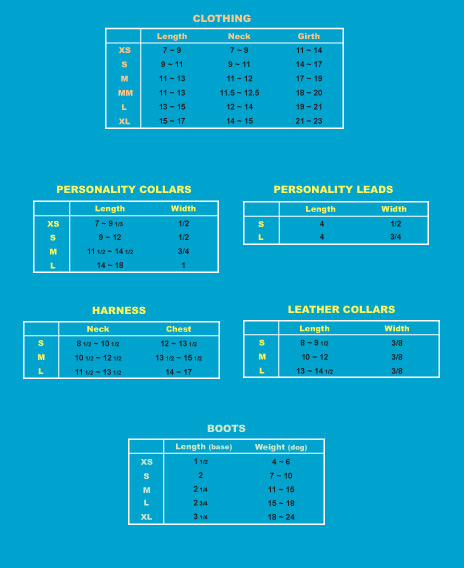 CLOTHING
Length Neck Girth
XS 7 ~ 9 7 ~ 9 11 ~ 14
S 9 ~ 11 9 ~ 11 14 ~ 17
M 11 ~ 13 11 ~ 12 17 ~ 19
MM 11 ~ 13 11.5 ~ 12.5 18 ~ 20
L 13 ~ 15 12 ~ 14 19 ~ 21
XL 15 ~ 17 14 ~ 15 21 ~ 23
PERSONALITY COLLARS
Length Width
XS 7 ~ 9 1/2 1/2
S 9 ~ 12 1/2
M 11 1/2 ~ 14 1/2 3/4
L 14 ~ 18 1
PERSONALITY LEADS
Length Width
S 4 1/2
L 4 3/4
HARNESS
Neck Chest
S 8 1/2 ~ 10 1/2 12 ~ 13 1/2
M 10 1/2 ~ 12 1/2 13 1/2 ~ 15 1/2
L 11 1/2 ~ 13 1/2 14 ~ 17
LEATHER COLLARS
Length Width
S 8 ~ 9 1/2 3/8
M 10 ~ 12 3/8
L 13 ~ 14 1/2 3/8
BOOTS
Length (base) Weight (dog)
XS 1 1/2 4 ~ 6
S 2 7 ~ 10
M 2 1/4 11 ~ 15
L 2 3/4 15 ~ 18
XL 3 1/4 18 ~ 24